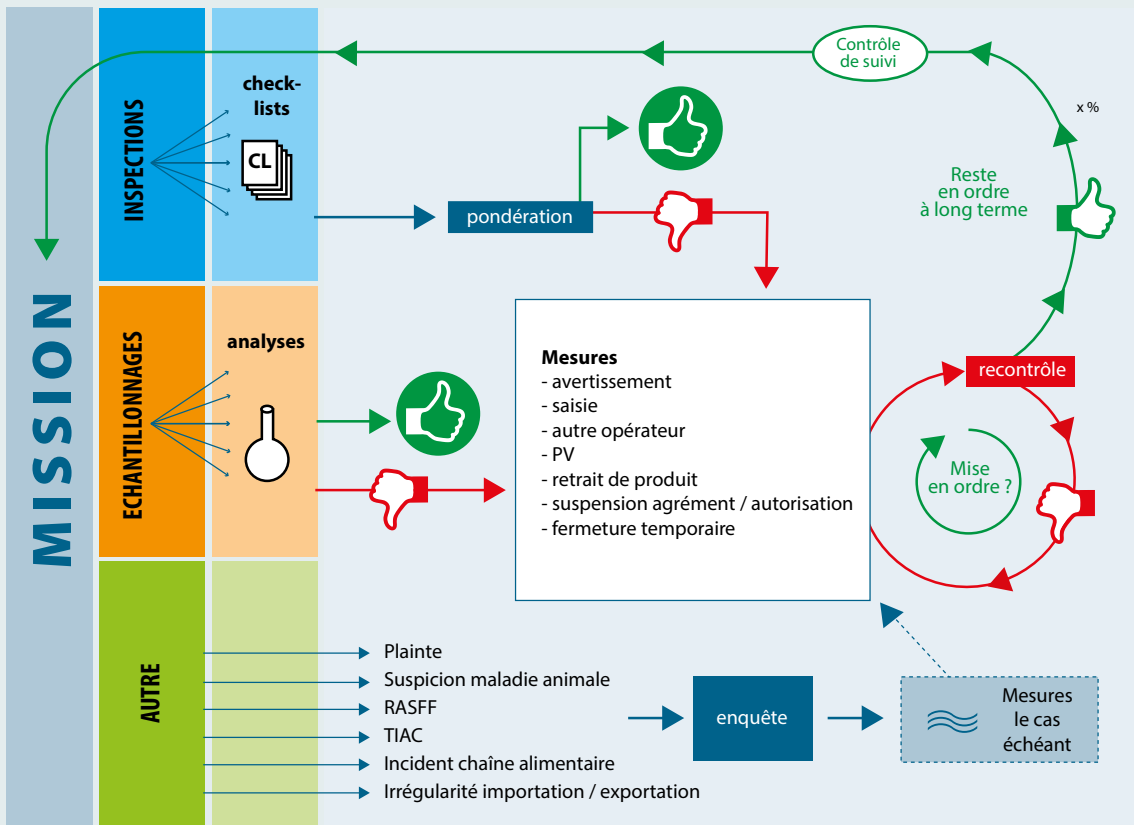 MISSION
INSPECTIONS
check-
lists
CL
pondération
Contrôle
de suivi
x %
Reste
en ordre
à long terme
ECHANTILLONNAGES
analyses
Mesures
- avertissement
- saisie
- autre opérateur
- PV
- retrait de produit
- suspension agrément / autorisation
- fermeture temporaire
recontrôle
Mise
en ordre ?
AUTRE
Plainte
Suspicion maladie animale
RASFF
TIAC
Incident chaîne alimentaire
Irrégularité importation / exportation
enquête
Mesures
le cas
échéant